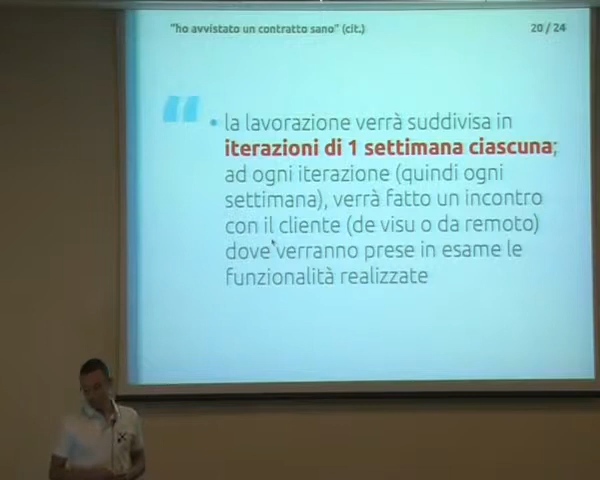 "ho avvistato un contratto sano" (cit.)
20 / 24
“
• la lavorazione verrà suddivisa in
iterazioni di 1 settimana ciascuna;
ad ogni iterazione (quindi ogni
settimana), verrà fatto un incontro
con il cliente (de visu o da remoto)
dove verranno prese in esame le
funzionalità realizzate